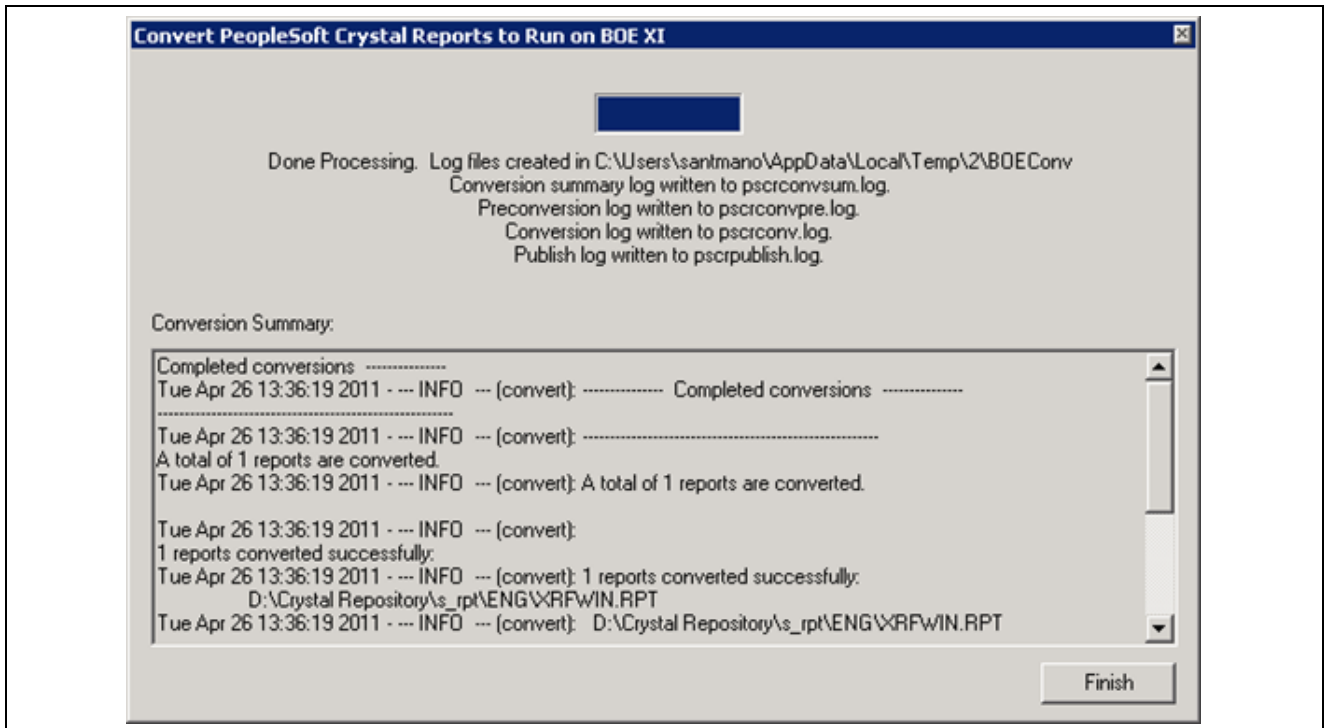 Convert PeopleSoft Crystal Reports to Run on BOE XI
Done Processing. Log files created in C:\Users\santmano\AppData\Local\Temp\2\BOEConv
Conversion summary log written to pscrconvsum.log.
Preconversion log written to pscrconvpre.log.
Conversion log written to pscrconv.log.
Publish log written to pscrpublish.log.
Conversion Summary:
Completed conversions ---------------
Tue Apr 26 13:36:19 2011 - --- INFO --- (convert): --------------- Completed conversions ---------------
-------------------------------------------------------
Tue Apr 26 13:36:19 2011 - --- INFO --- (convert): -------------------------------------------------------
A total of 1 reports are converted.
Tue Apr 26 13:36:19 2011 - --- INFO --- (convert): A total of 1 reports are converted.
Tue Apr 26 13:36:19 2011 - --- INFO --- (convert):
1 reports converted successfully:
Tue Apr 26 13:36:19 2011 - --- INFO --- (convert): 1 reports converted successfully:
D:\Crystal Repository\s_rpt\ENG\XRFWIN.RPT
Tue Apr 26 13:36:19 2011 - --- INFO --- (convert): D:\Crystal Repository\s_rpt\ENG\XRFWIN.RPT
Finish